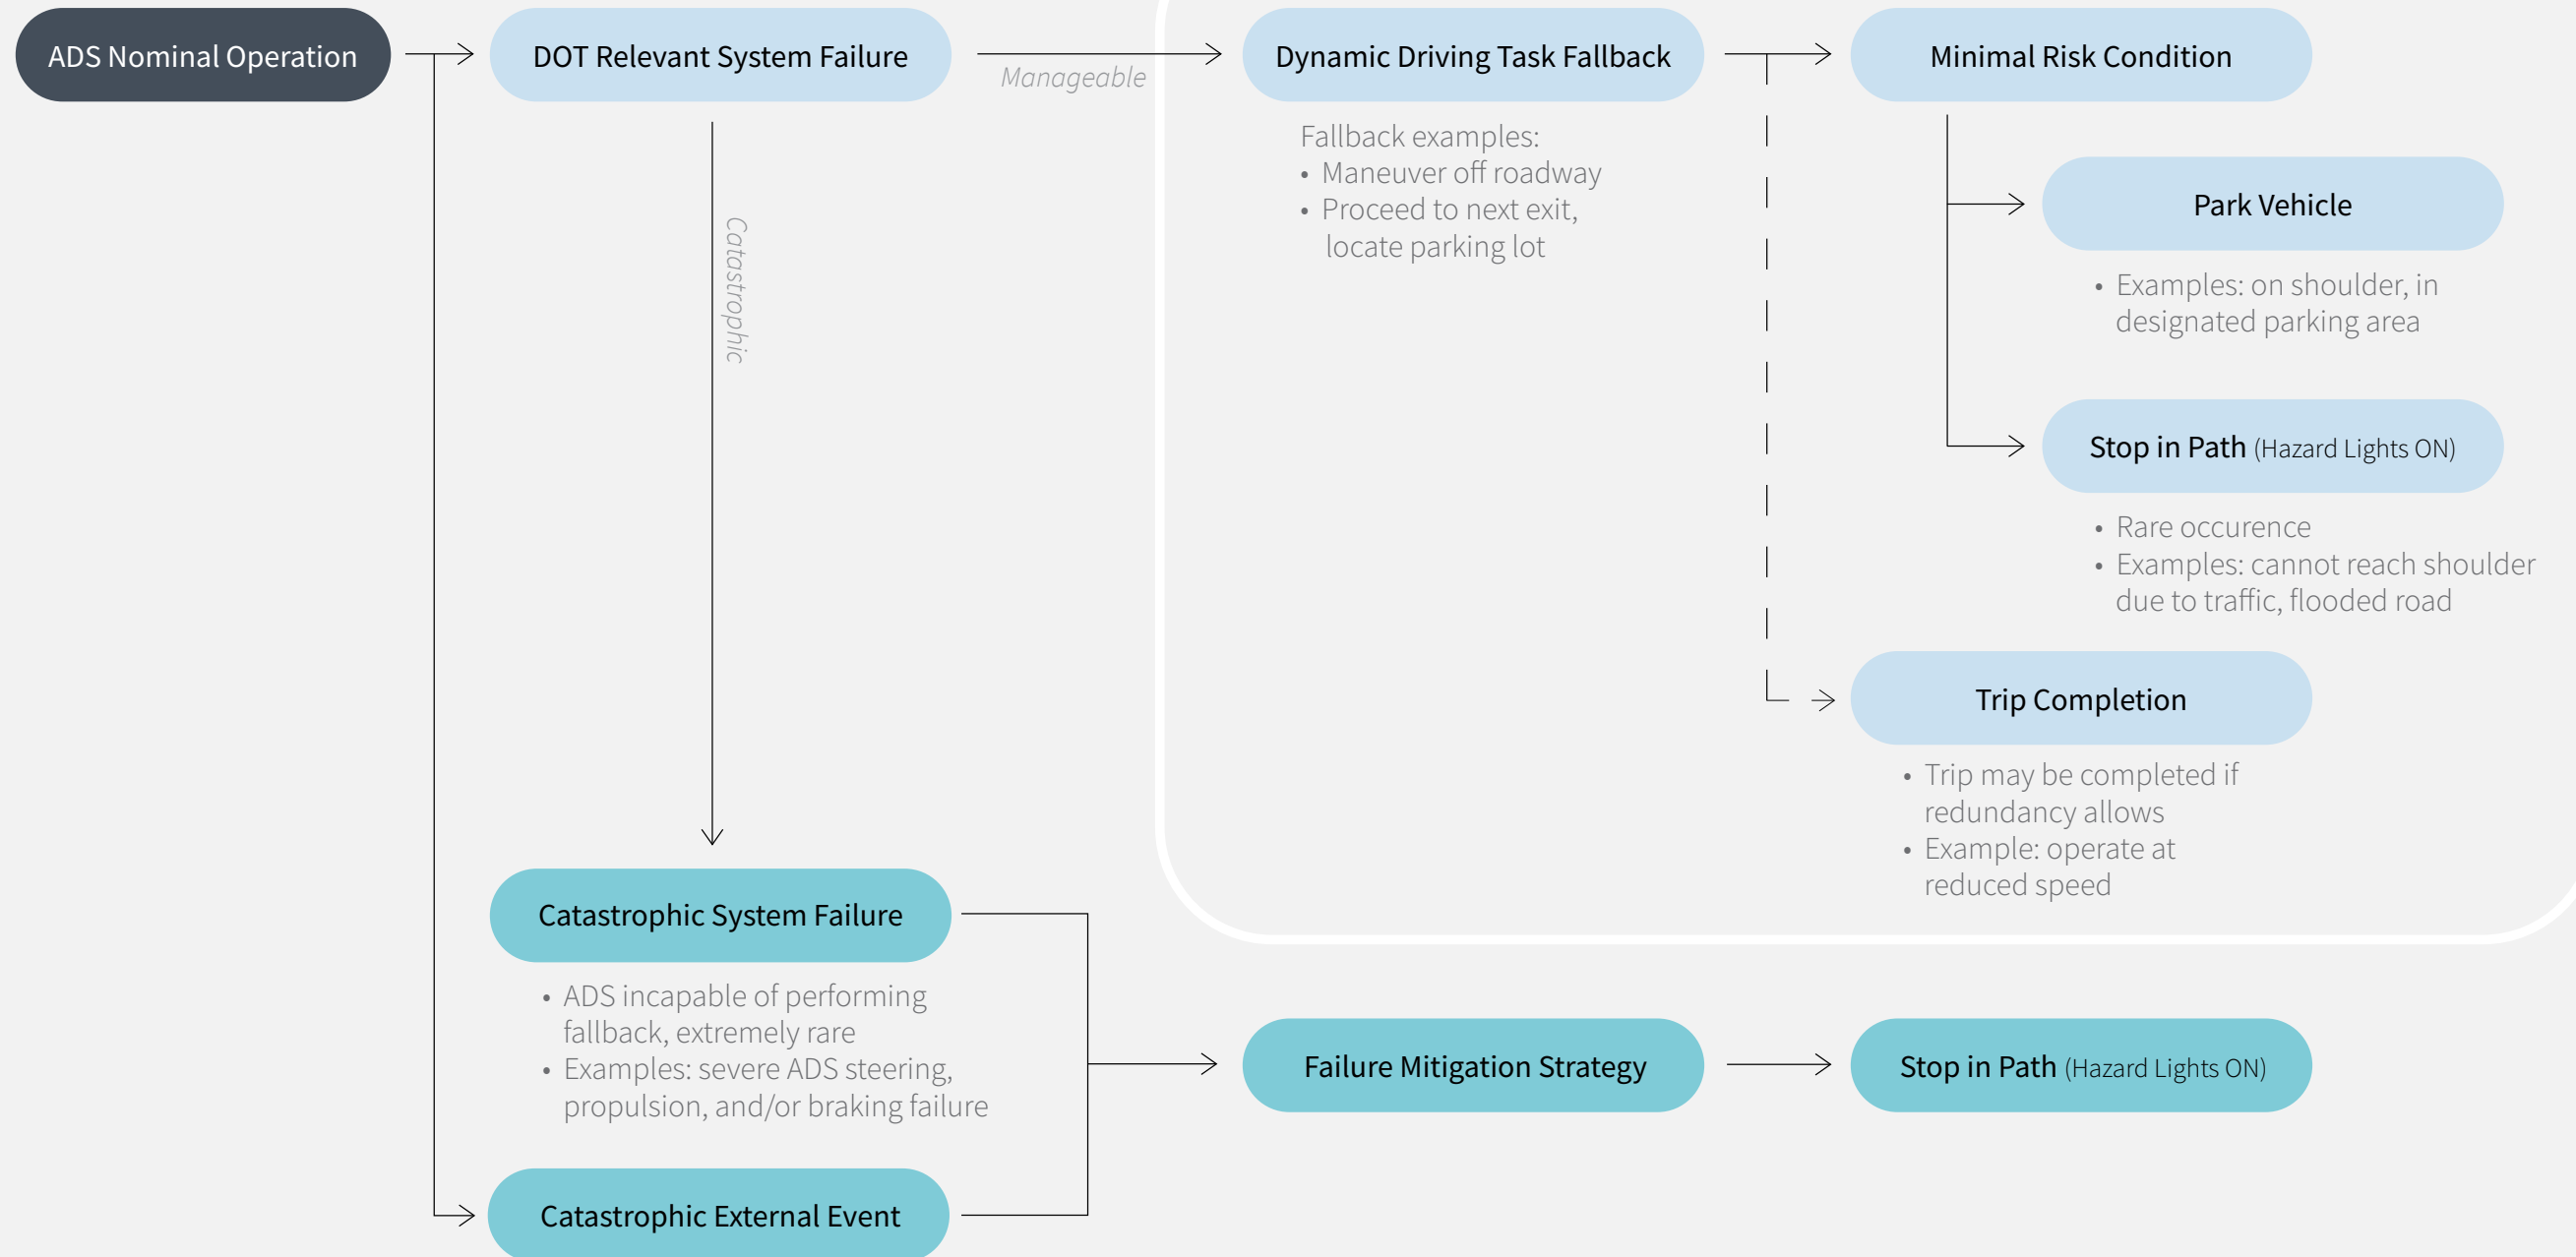 ADS Nominal Operation
DOT Relevant System Failure
Manageable
Dynamic Driving Task Fallback
Minimal Risk Condition
Fallback examples:
• Maneuver off roadway
• Proceed to next exit,
locate parking lot
Park Vehicle
• Examples: on shoulder, in
designated parking area
Catastrophic
Stop in Path (Hazard Lights ON)
• Rare occurence
• Examples: cannot reach shoulder
due to traffic, flooded road
Trip Completion
• Trip may be completed if
redundancy allows
• Example: operate at
reduced speed
Catastrophic System Failure
• ADS incapable of performing
fallback, extremely rare
• Examples: severe ADS steering,
propulsion, and/or braking failure
Failure Mitigation Strategy
Stop in Path (Hazard Lights ON)
Catastrophic External Event